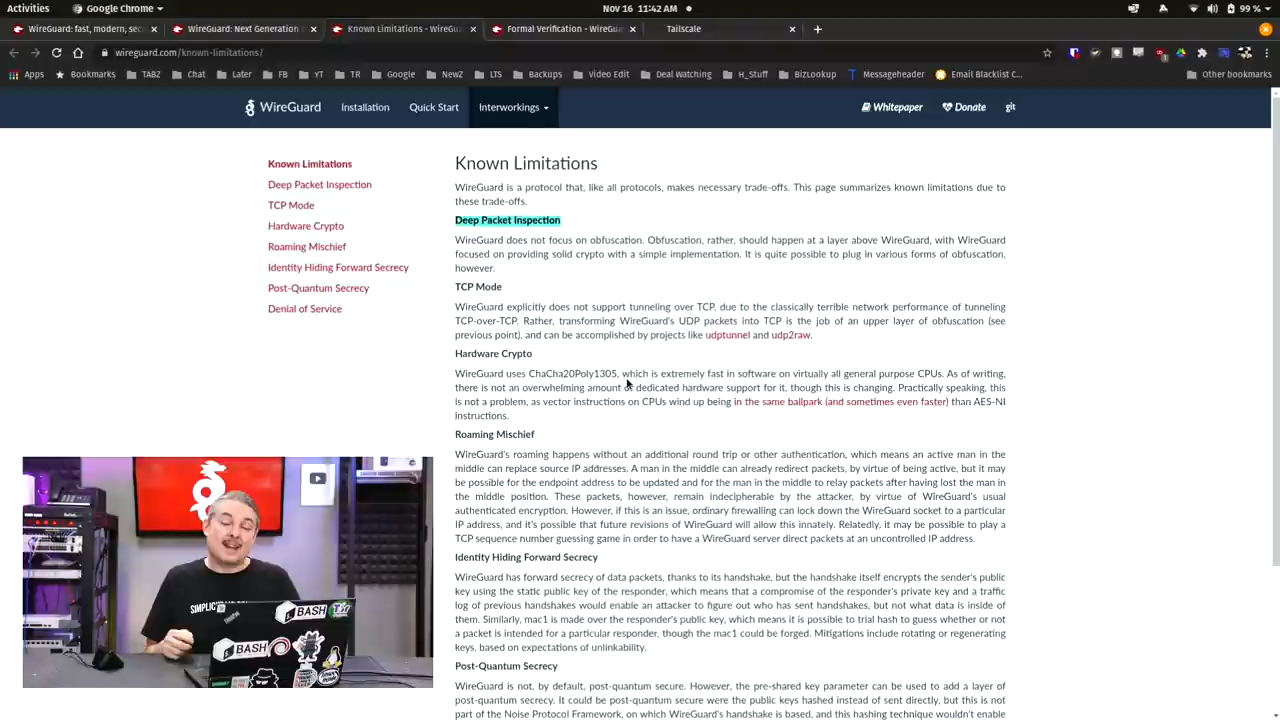 Activities
Google Chrome
Nov 16 11:42 AM
99 %
WireGuard: fast, modern, sec
WireGuard: Next Generation
Known Limitations - WireGu
Formal Verification - WireGu
Tailscale
wireguard.com/known-limitations/
Apps
Bookmarks
TABZ
Chat
Later
FB
YT
TR
Google
NewZ
LTS
Backups
Video Edit
Deal Watching
H_Stuff
BizLookup
Messageheader
Email Blacklist C...
Other bookmarks
WireGuard
Installation
Quick Start
Interworkings
Whitepaper
Donate
git
Known Limitations
Deep Packet Inspection
TCP Mode
Hardware Crypto
Roaming Mischief
Identity Hiding Forward Secrecy
Post-Quantum Secrecy
Denial of Service
Known Limitations
WireGuard is a protocol that, like all protocols, makes necessary trade-offs. This page summarizes known limitations due to
these trade-offs.
Deep Packet Inspection
WireGuard does not focus on obfuscation. Obfuscation, rather, should happen at a layer above WireGuard, with WireGuard
focused on providing solid crypto with a simple implementation. It is quite possible to plug in various forms of obfuscation,
however.
TCP Mode
WireGuard explicitly does not support tunneling over TCP, due to the classically terrible network performance of tunneling
TCP-over-TCP. Rather, transforming WireGuard's UDP packets into TCP is the job of an upper layer of obfuscation (see
previous point), and can be accomplished by projects like udptunnel and udp2raw.
Hardware Crypto
WireGuard uses ChaCha20Poly1305, which is extremely fast in software on virtually all general purpose CPUs. As of writing,
there is not an overwhelming amount of dedicated hardware support for it, though this is changing. Practically speaking, this
is not a problem, as vector instructions on CPUs wind up being in the same ballpark (and sometimes even faster) than AES-NI
instructions.
Roaming Mischief
WireGuard's roaming happens without an additional round trip or other authentication, which means an active man in the
middle can replace source IP addresses. A man in the middle can already redirect packets, by virtue of being active, but it may
be possible for the endpoint address to be updated and for the man in the middle to relay packets after having lost the man in
the middle position. These packets, however, remain indecipherable by the attacker, by virtue of WireGuard's usual
authenticated encryption. However, if this is an issue, ordinary firewalling can lock down the WireGuard socket to a particular
IP address, and it's possible that future revisions of WireGuard will allow this innately. Relatedly, it may be possible to play a
TCP sequence number guessing game in order to have a WireGuard server direct packets at an uncontrolled IP address.
Identity Hiding Forward Secrecy
WireGuard has forward secrecy of data packets, thanks to its handshake, but the handshake itself encrypts the sender's public
key using the static public key of the responder, which means that a compromise of the responder's private key and a traffic
log of previous handshakes would enable an attacker to figure out who has sent handshakes, but not what data is inside of
them. Similarly, mac1 is made over the responder's public key, which means it is possible to trial hash to guess whether or not
a packet is intended for a particular responder, though the mac1 could be forged. Mitigations include rotating or regenerating
keys, based on expectations of unlinkability.
Post-Quantum Secrecy
WireGuard is not, by default, post-quantum secure. However, the pre-shared key parameter can be used to add a layer of
post-quantum secrecy. It could be post-quantum secure were the public keys hashed instead of sent directly, but this is not
part of the Noise Protocol Framework, on which WireGuard's handshake is based, and this hashing technique wouldn't enable
BASH
BASH